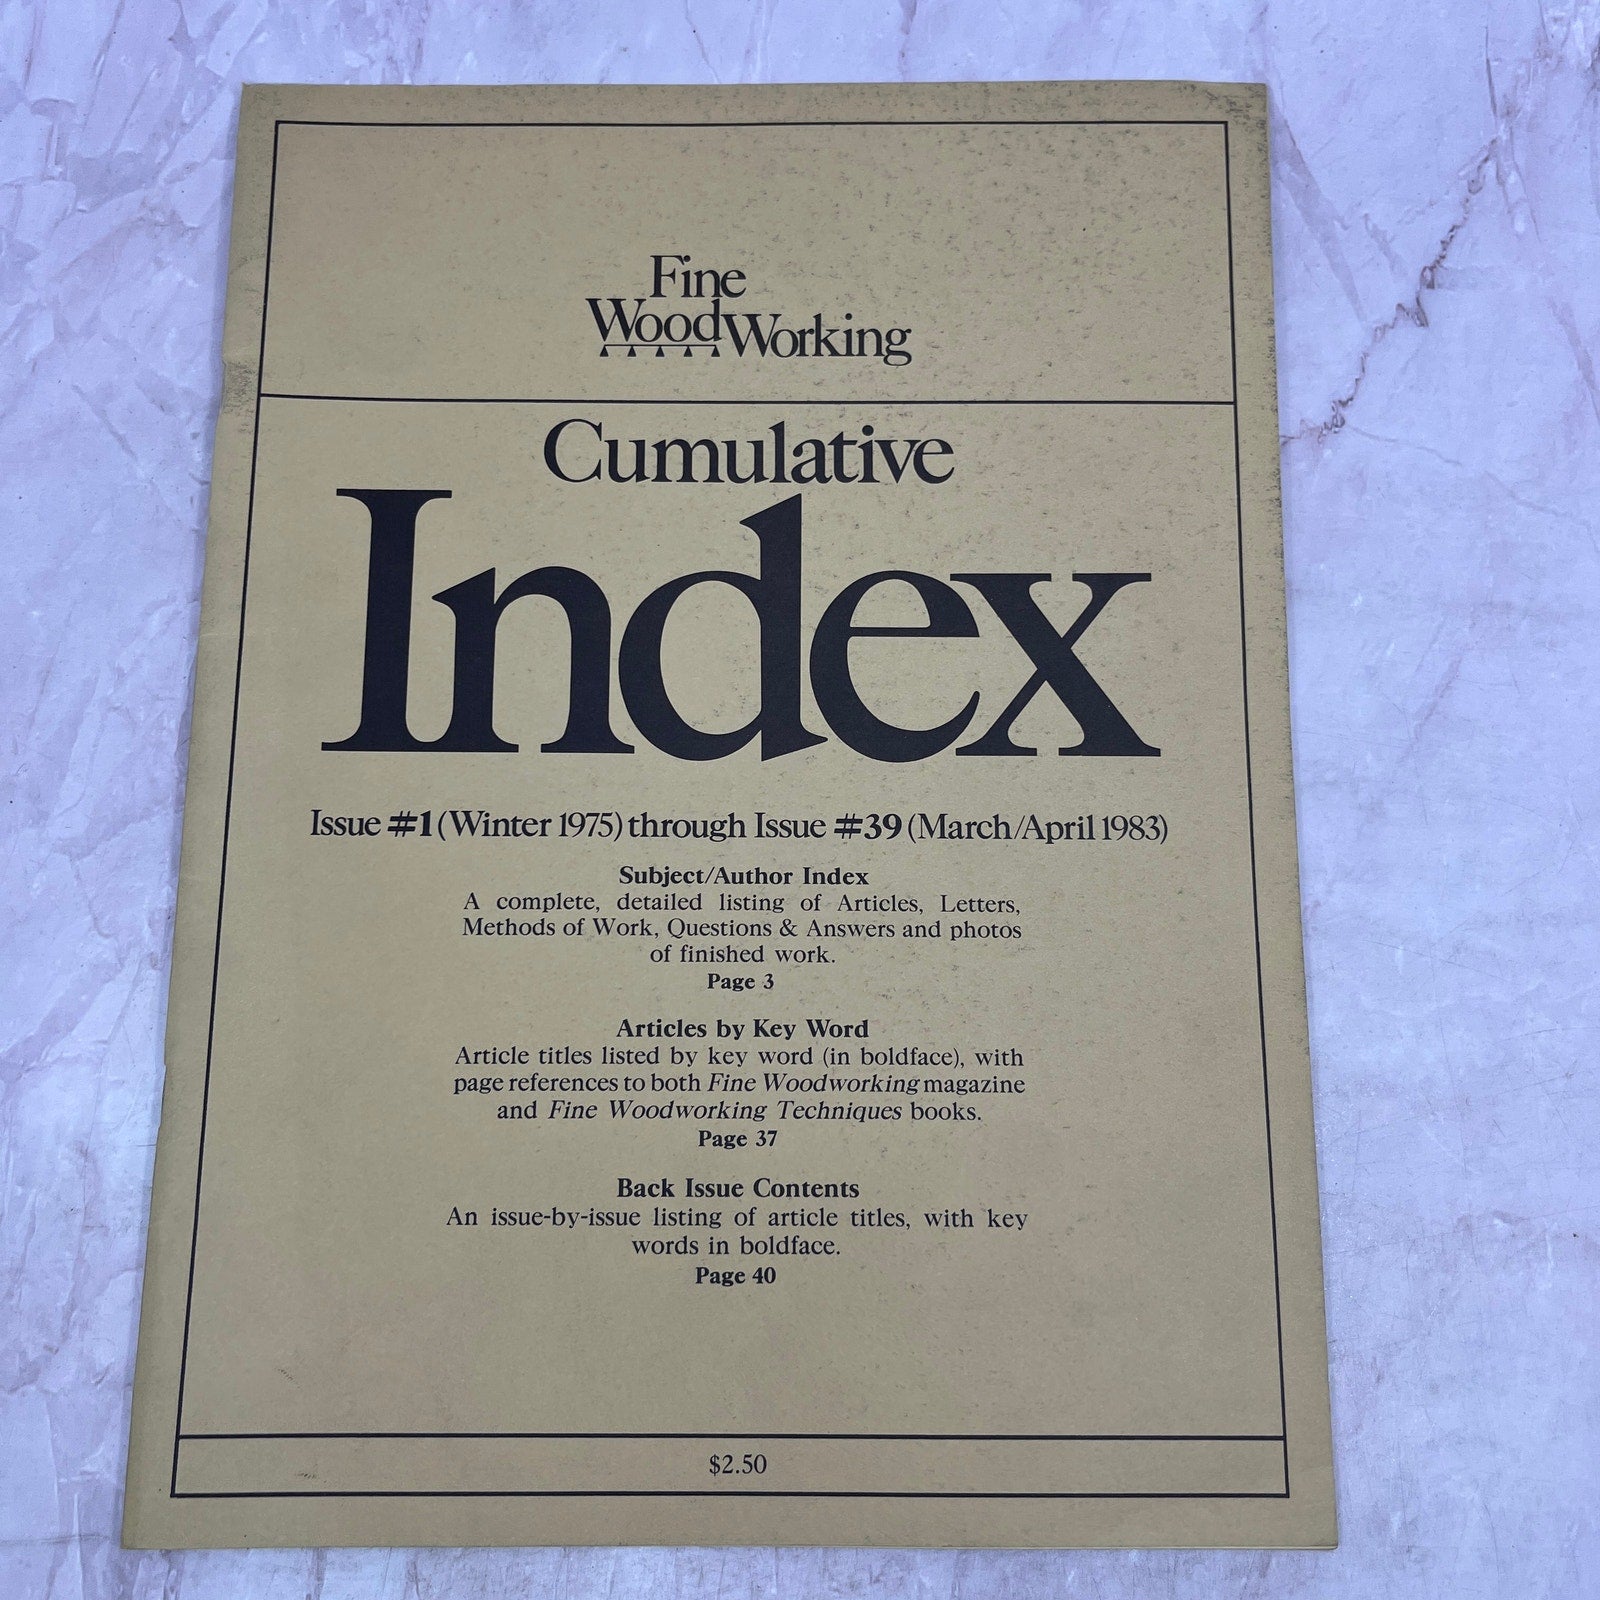 Fine
WoodWorking
Cumulative
Index
Issue #1 (Winter 1975) through Issue #39 (March/April 1983)
Subject/Author Index
A complete, detailed listing of Articles, Letters,
Methods of Work, Questions & Answers and photos
of finished work.
Page 3
Articles by Key Word
Article titles listed by key word (in boldface), with
page references to both Fine Woodworking magazine
and Fine Woodworking Techniques books.
Page 37
Back Issue Contents
An issue-by-issue listing of article titles, with key
words in boldface.
Page 40
$2.50